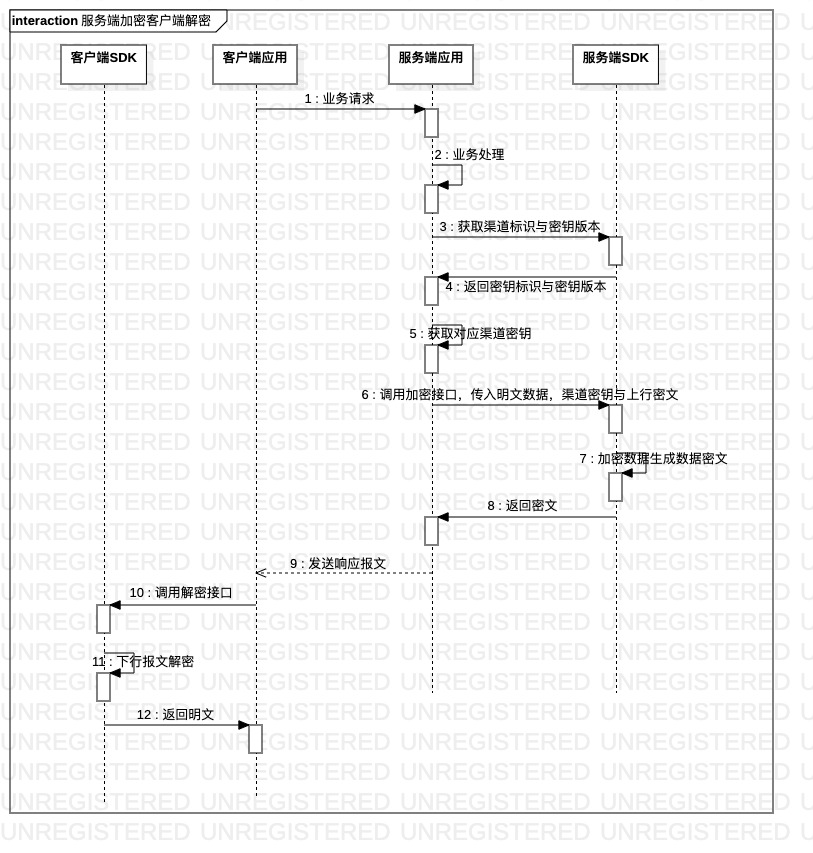 interaction 服务端加密客户端解密
客户端SDK 客户端应用 服务端应用 服务端SDK
1 : 业务请求
2 : 业务处理
3 : 获取渠道标识与密钥版本
4 : 返回密钥标识与密钥版本
5 : 获取对应渠道密钥
6 : 调用加密接口，传入明文数据，渠道密钥与上行密文
7 : 加密数据生成数据密文
8 : 返回密文
9 : 发送响应报文
10 : 调用解密接口
11 : 下行报文解密
12 : 返回明文
UNREGISTERED